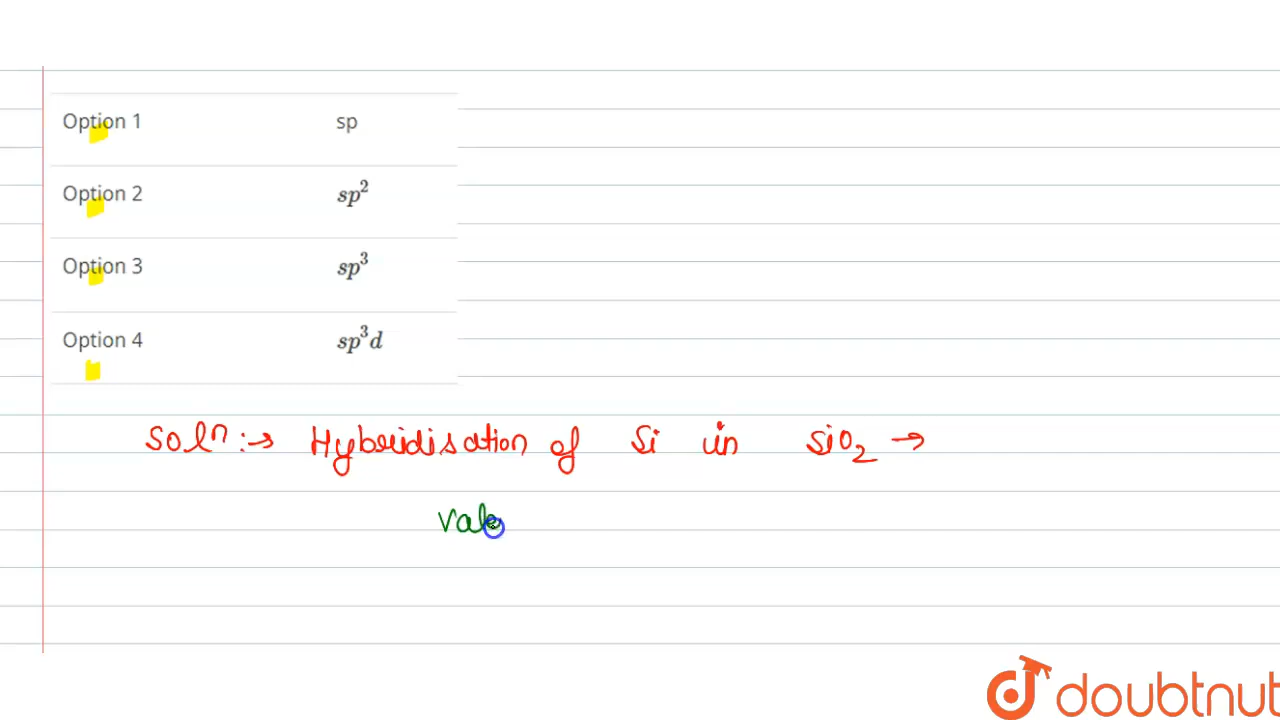 Option 1 sp
Option 2 sp²
Option 3 sp³
Option 4 sp³d
Soln :→ Hybridisation of Si in SiO₂ →
Vale
doubtnut